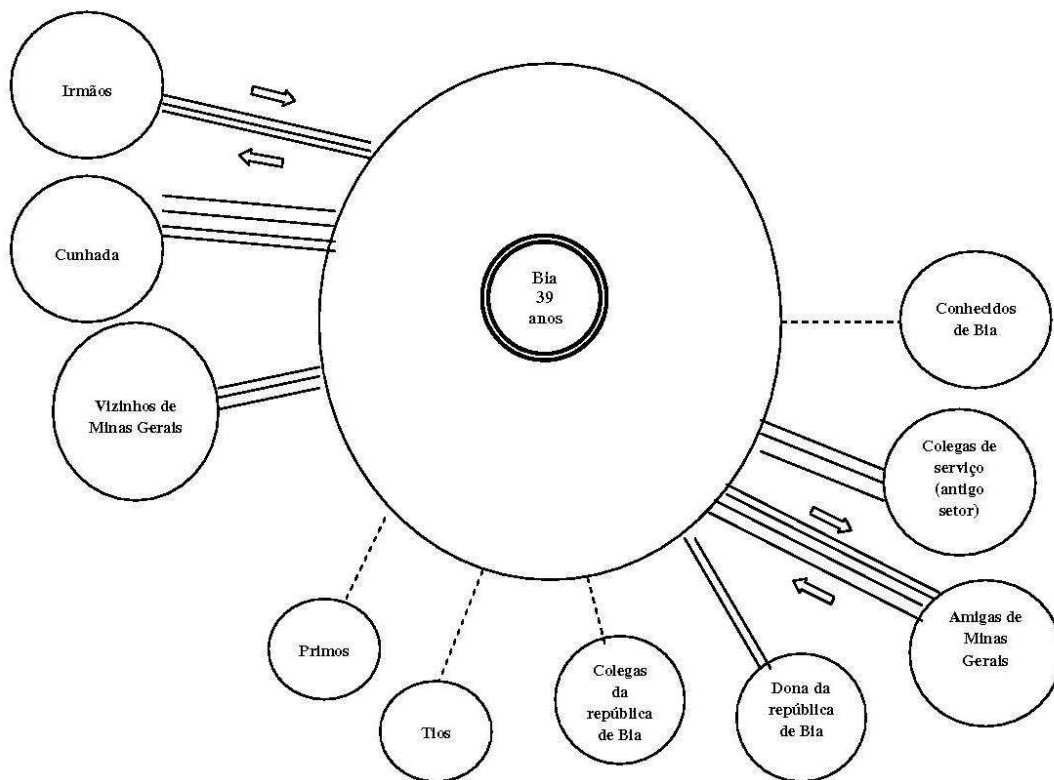 Irmãos
Cunhada
Bia
39
anos
Conhecidos
de Bia
Vizinhos de
Minas Gerais
Colegas de
serviço
(antigo
setor)
Amigas de
Minas
Gerais
Primos
Tios
Colegas
da
república
de Bia
Dona da
república
de Bia